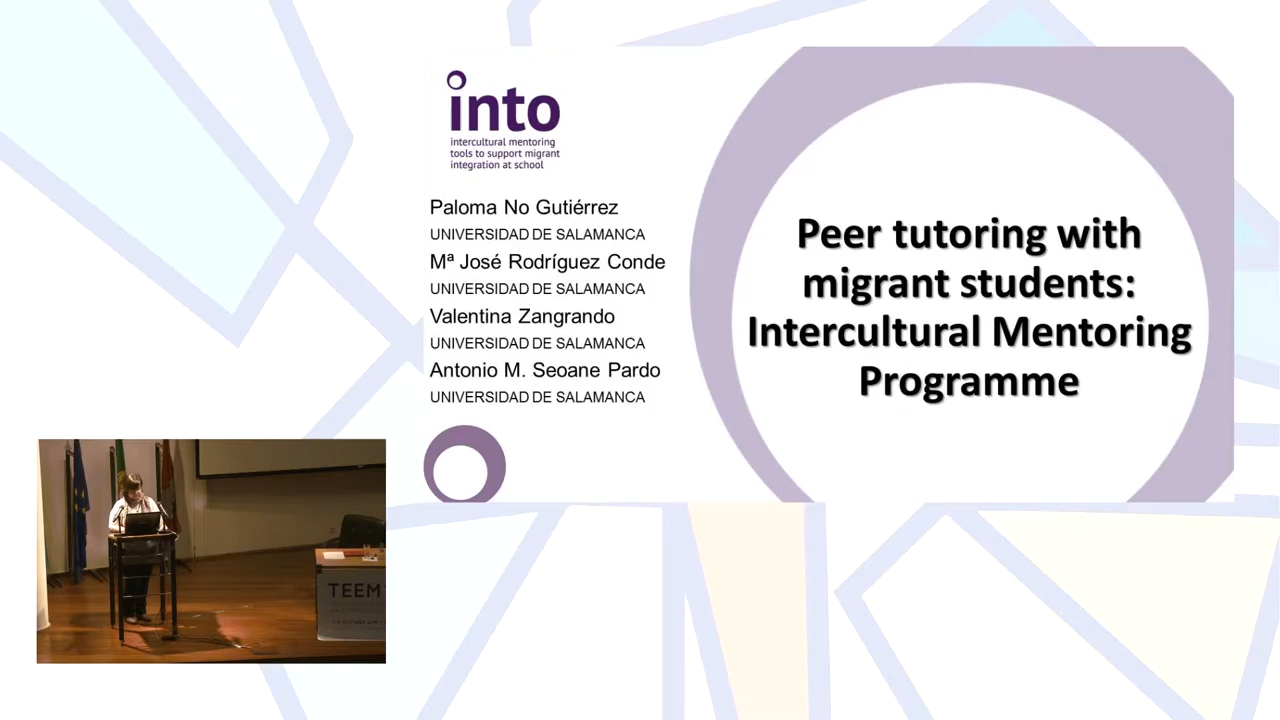 into
intercultural mentoring
tools to support migrant
integration at school
Paloma No Gutiérrez
UNIVERSIDAD DE SALAMANCA
Mª José Rodríguez Conde
UNIVERSIDAD DE SALAMANCA
Valentina Zangrando
UNIVERSIDAD DE SALAMANCA
Antonio M. Seoane Pardo
UNIVERSIDAD DE SALAMANCA
Peer tutoring with
migrant students:
Intercultural Mentoring
Programme
TEEM